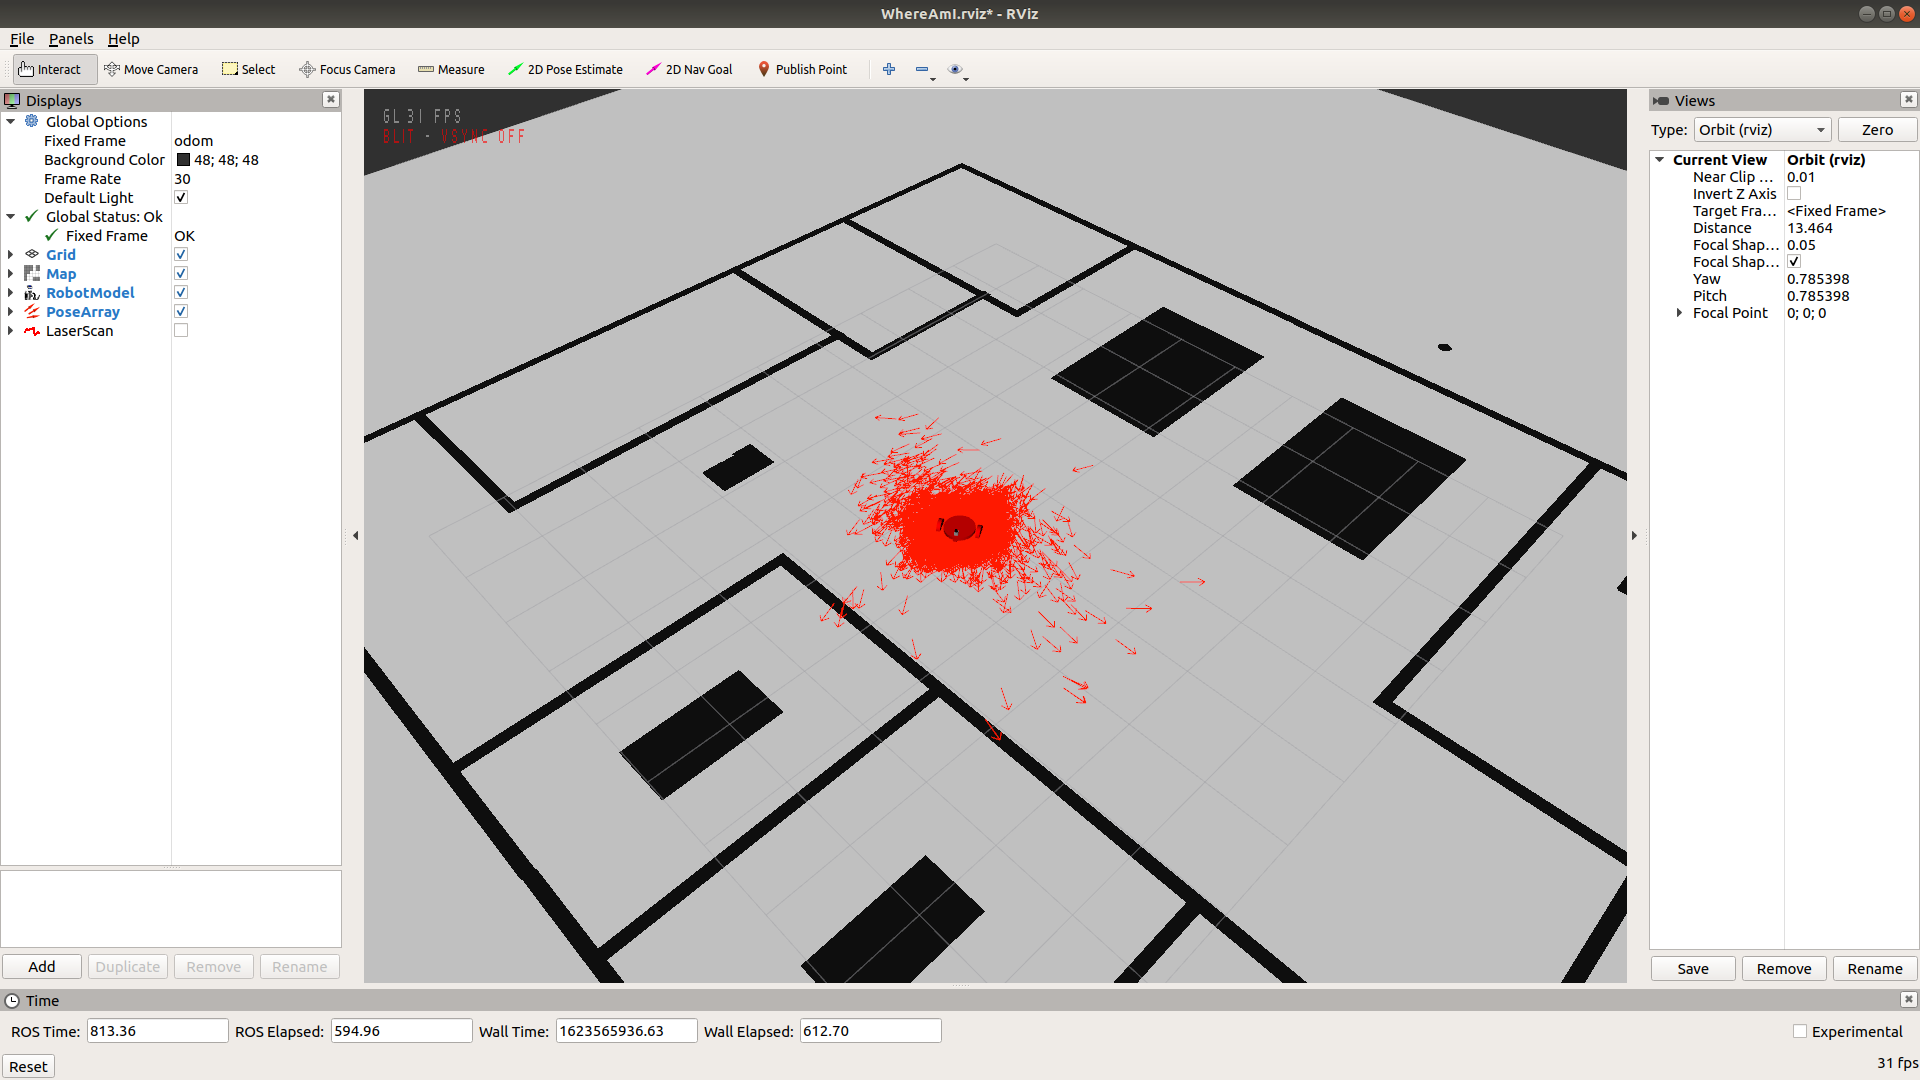 WhereAmI.rviz* - RViz
File Panels Help
Interact Move Camera Select Focus Camera Measure 2D Pose Estimate 2D Nav Goal Publish Point
Displays
Global Options
Fixed Frame odom
Background Color 48; 48; 48
Frame Rate 30
Default Light
Global Status: Ok
Fixed Frame OK
Grid
Map
RobotModel
PoseArray
LaserScan
Add Duplicate Remove Rename
GL 31 FPS
BLIT - VSYNC OFF
Views
Type: Orbit (rviz) Zero
Current View Orbit (rviz)
Near Clip ... 0.01
Invert Z Axis
Target Fra... <Fixed Frame>
Distance 13.464
Focal Shap... 0.05
Focal Shap...
Yaw 0.785398
Pitch 0.785398
Focal Point 0; 0; 0
Save Remove Rename
Time
ROS Time: 813.36 ROS Elapsed: 594.96 Wall Time: 1623565936.63 Wall Elapsed: 612.70 Experimental
Reset 31 fps